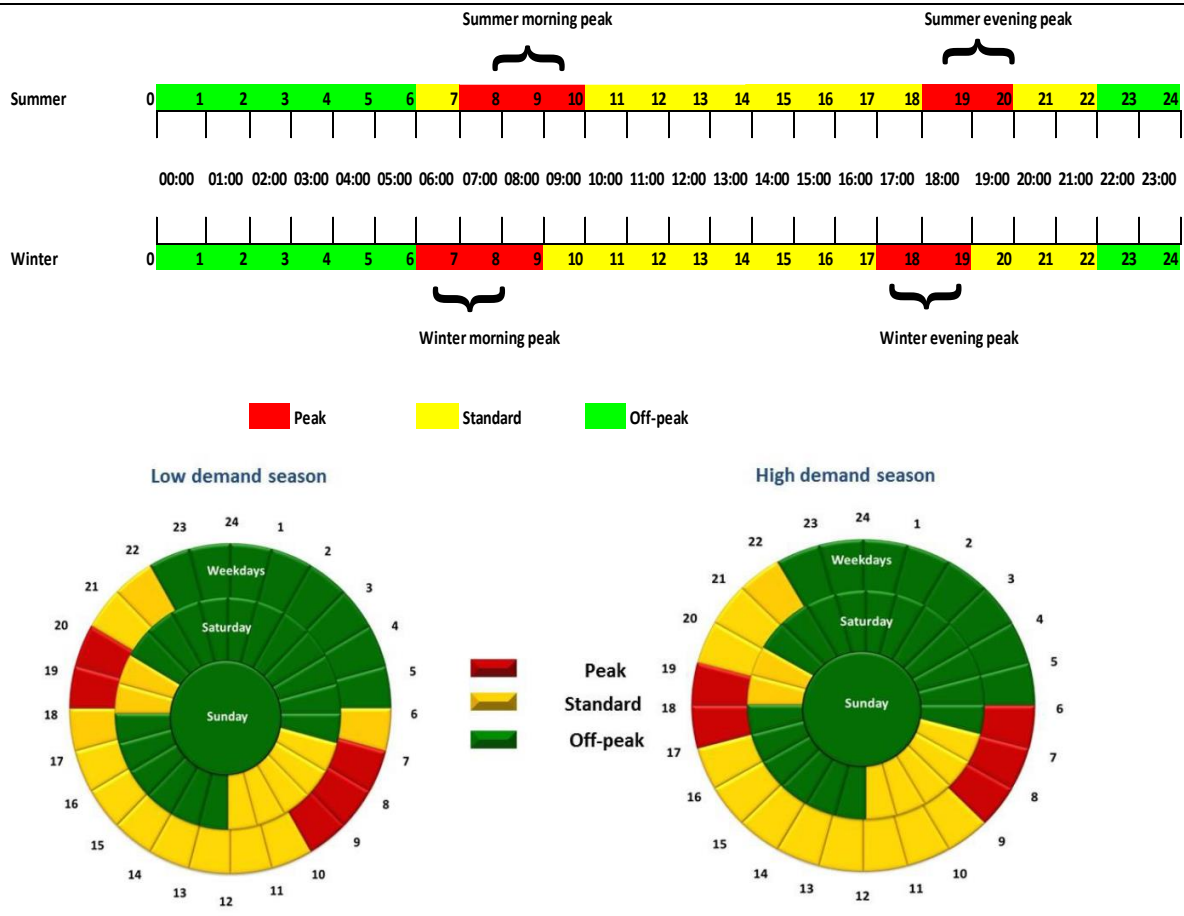 Summer morning peak Summer evening peak
Summer 0 1 2 3 4 5 6 7 8 9 10 11 12 13 14 15 16 17 18 19 20 21 22 23 24
00:00 01:00 02:00 03:00 04:00 05:00 06:00 07:00 08:00 09:00 10:00 11:00 12:00 13:00 14:00 15:00 16:00 17:00 18:00 19:00 20:00 21:00 22:00 23:00
Winter 0 1 2 3 4 5 6 7 8 9 10 11 12 13 14 15 16 17 18 19 20 21 22 23 24
Winter morning peak Winter evening peak
Peak Standard Off-peak
Low demand season
24
1
2
3
4
5
6
7
8
9
10
11
12
13
14
15
16
17
18
19
20
21
22
23
Weekdays
Saturday
Sunday
Peak
Standard
Off-peak
High demand season
24
1
2
3
4
5
6
7
8
9
10
11
12
13
14
15
16
17
18
19
20
21
22
23
Weekdays
Saturday
Sunday